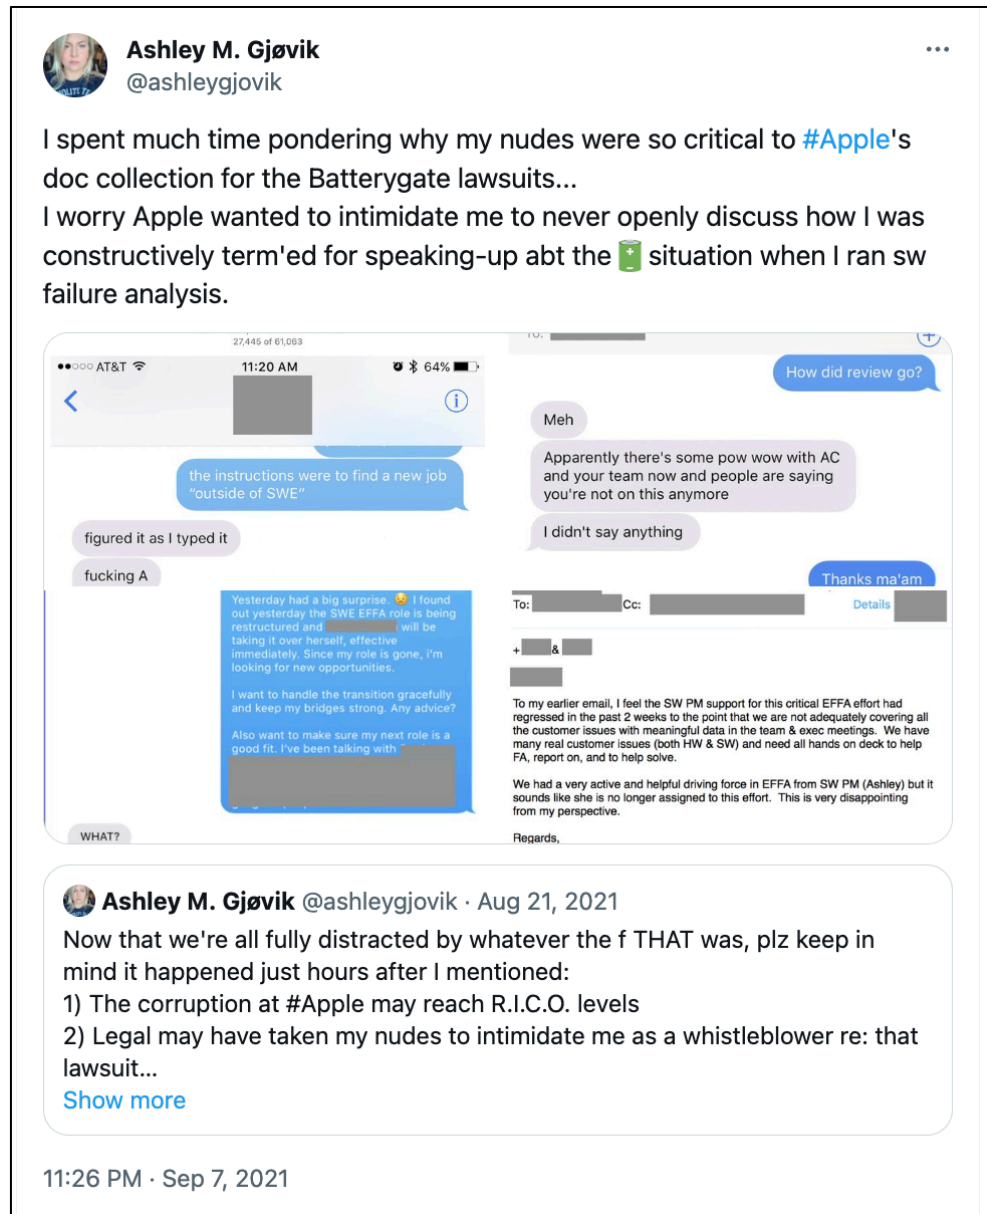 Ashley M. Gjøvik
@ashleygjovik
I spent much time pondering why my nudes were so critical to #Apple's
doc collection for the Batterygate lawsuits...
I worry Apple wanted to intimidate me to never openly discuss how I was
constructively term'ed for speaking-up abt the 🔋 situation when I ran sw
failure analysis.
27,445 of 61,063
AT&T 11:20 AM 64%
the instructions were to find a new job
"outside of SWE"
figured it as I typed it
fucking A
To:
How did review go?
Meh
Apparently there's some pow wow with AC
and your team now and people are saying
you're not on this anymore
I didn't say anything
Thanks ma'am
Yesterday had a big surprise. 😥 I found
out yesterday the SWE EFFA role is being
restructured and will be
taking it over herself, effective
immediately. Since my role is gone, i'm
looking for new opportunities.
I want to handle the transition gracefully
and keep my bridges strong. Any advice?
Also want to make sure my next role is a
good fit. I've been talking with
WHAT?
To: Cc: Details
+ &
To my earlier email, I feel the SW PM support for this critical EFFA effort had
regressed in the past 2 weeks to the point that we are not adequately covering all
the customer issues with meaningful data in the team & exec meetings. We have
many real customer issues (both HW & SW) and need all hands on deck to help
FA, report on, and to help solve.
We had a very active and helpful driving force in EFFA from SW PM (Ashley) but it
sounds like she is no longer assigned to this effort. This is very disappointing
from my perspective.
Regards,
Ashley M. Gjøvik @ashleygjovik · Aug 21, 2021
Now that we're all fully distracted by whatever the f THAT was, plz keep in
mind it happened just hours after I mentioned:
1) The corruption at #Apple may reach R.I.C.O. levels
2) Legal may have taken my nudes to intimidate me as a whistleblower re: that
lawsuit...
Show more
11:26 PM · Sep 7, 2021